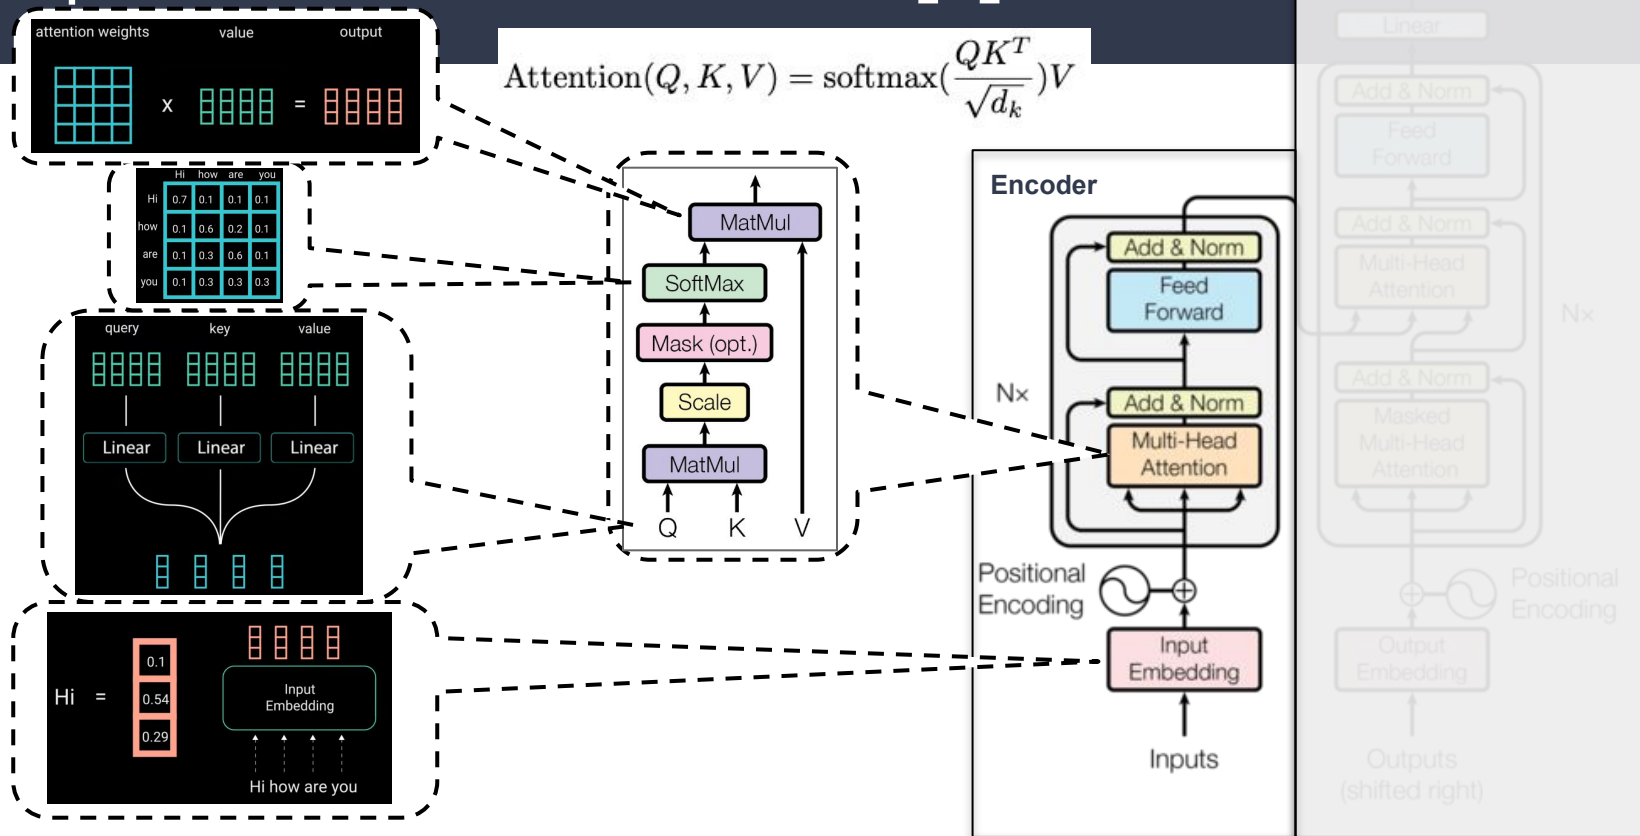 attention weights value output
x =
Attention(Q, K, V) = softmax(QK^T / √d_k)V
Hi how are you
Hi 0.7 0.1 0.1 0.1
how 0.1 0.6 0.2 0.1
are 0.1 0.3 0.6 0.1
you 0.1 0.3 0.3 0.3
query key value
Linear Linear Linear
Hi =
0.1
0.54
0.29
Input
Embedding
Hi how are you
MatMul
SoftMax
Mask (opt.)
Scale
MatMul
Q K V
Encoder
Add & Norm
Feed
Forward
N×
Add & Norm
Multi-Head
Attention
Positional
Encoding
Input
Embedding
Inputs
Linear
Add & Norm
Feed
Forward
Add & Norm
Multi-Head
Attention
N×
Add & Norm
Masked
Multi-Head
Attention
Positional
Encoding
Output
Embedding
Outputs
(shifted right)